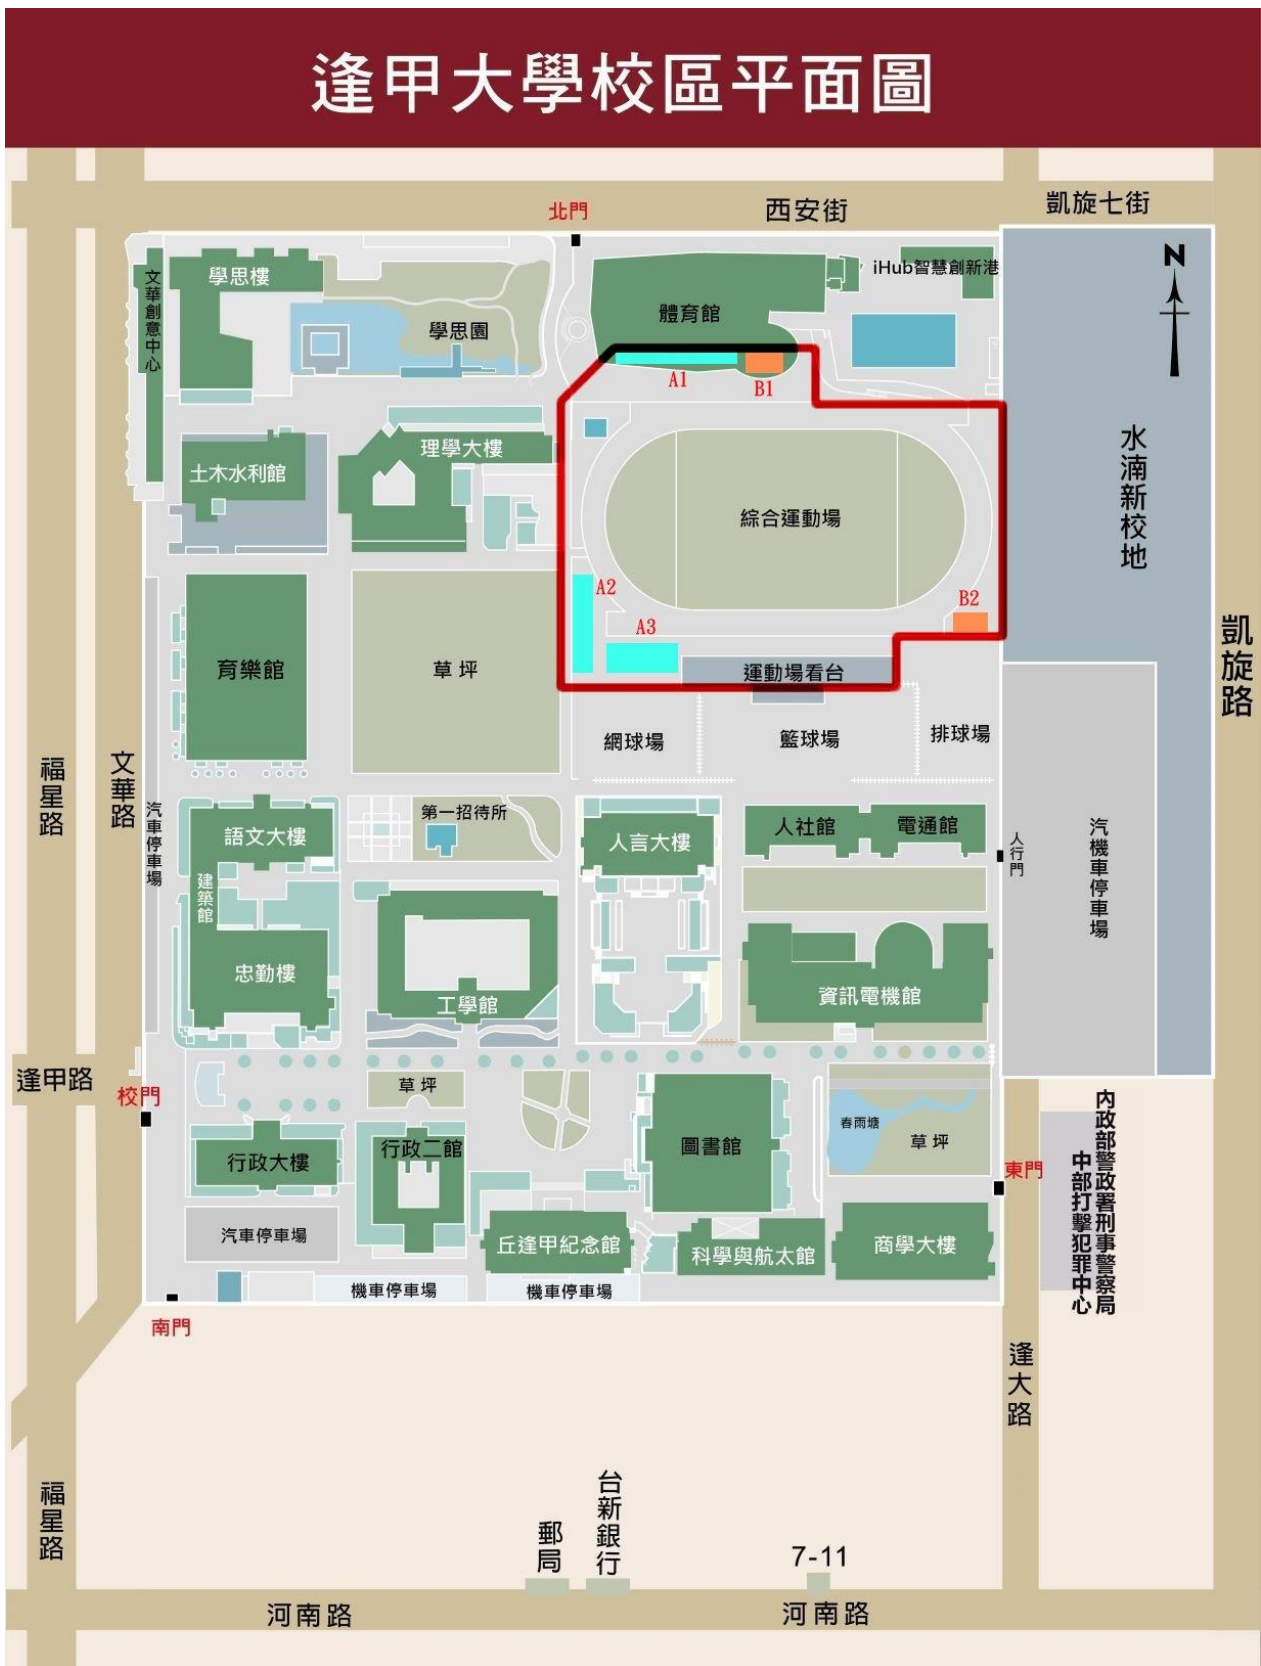 逢甲大學校區平面圖
西安街
凱旋七街
北門
N
學思樓
文華創意中心
學思園
體育館
iHub智慧創新港
A1
B1
水湳新校地
土木水利館
理學大樓
綜合運動場
A2
A3
B2
育樂館
草坪
運動場看台
凱旋路
網球場
籃球場
排球場
福星路
文華路
汽車停車場
語文大樓
第一招待所
人言大樓
人社館
電通館
人行門
汽機車停車場
建築館
忠勤樓
工學館
資訊電機館
逢甲路
校門
草坪
圖書館
春雨塘
草坪
行政大樓
行政二館
東門
內政部警政署刑事警察局
中部打擊犯罪中心
汽車停車場
丘逢甲紀念館
科學與航太館
商學大樓
機車停車場
機車停車場
南門
逢大路
福星路
郵局
台新銀行
7-11
河南路
河南路